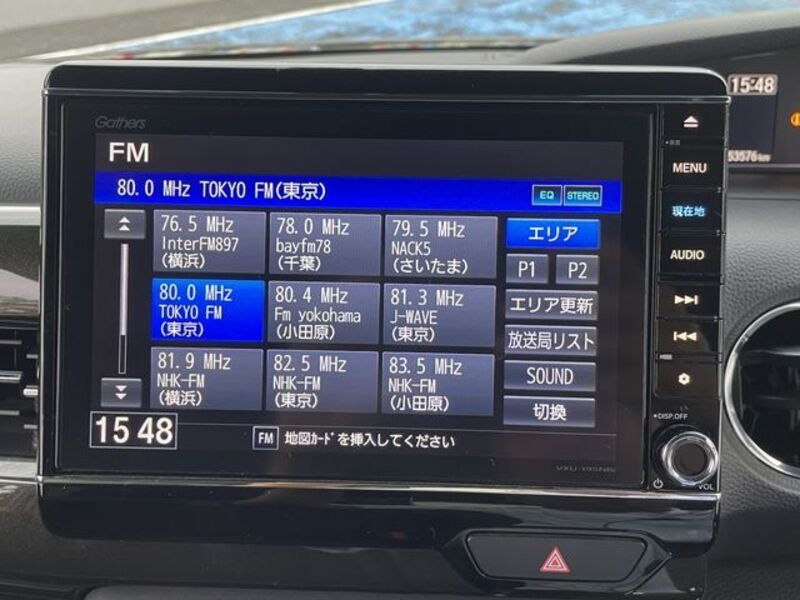 Gathers
FM
80.0 MHz TOKYO FM(東京)
EQ STEREO
76.5 MHz
InterFM897
(横浜)
78.0 MHz
bayfm78
(千葉)
79.5 MHz
NACK5
(さいたま)
80.0 MHz
TOKYO FM
(東京)
80.4 MHz
Fm yokohama
(小田原)
81.3 MHz
J-WAVE
(東京)
81.9 MHz
NHK-FM
(横浜)
82.5 MHz
NHK-FM
(東京)
83.5 MHz
NHK-FM
(小田原)
エリア
P1 P2
エリア更新
放送局リスト
SOUND
切換
15 48
FM 地図ｶｰﾄﾞを挿入してください
MENU
現在地
AUDIO
DISP.OFF
VOL
15:48
53576km